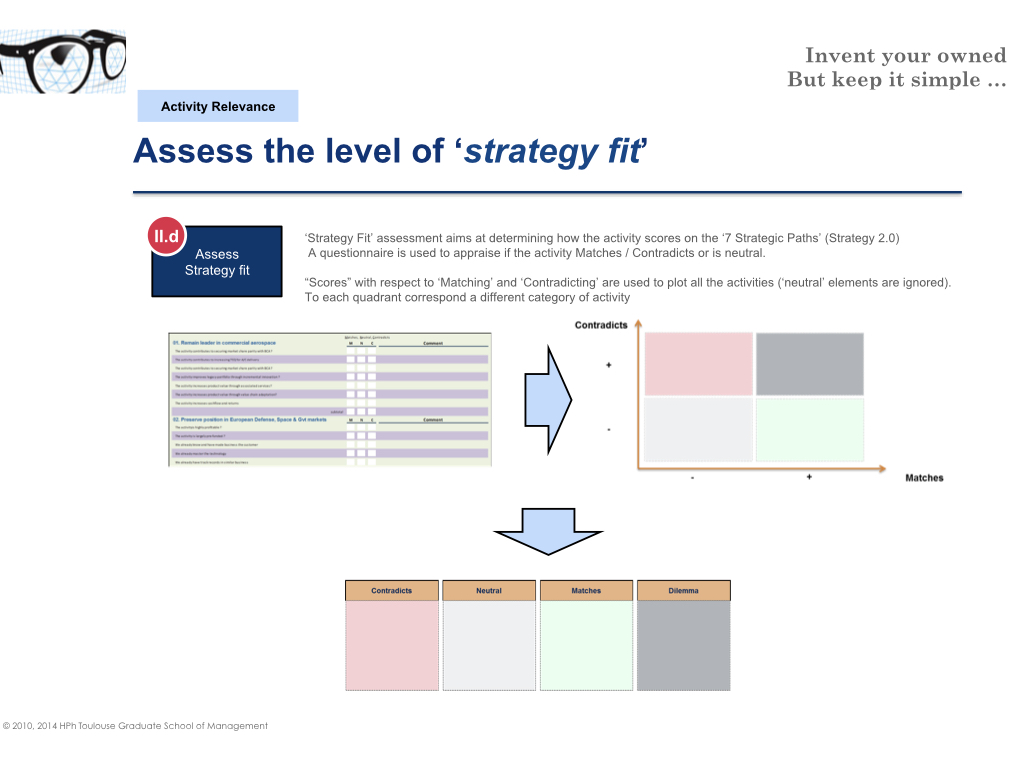 Invent your owned
But keep it simple ...
Activity Relevance
Assess the level of ‘strategy fit’
II.d
Assess
Strategy fit
‘Strategy Fit’ assessment aims at determining how the activity scores on the ‘7 Strategic Paths’ (Strategy 2.0)
A questionnaire is used to appraise if the activity Matches / Contradicts or is neutral.
“Scores” with respect to ‘Matching’ and ‘Contradicting’ are used to plot all the activities (‘neutral’ elements are ignored).
To each quadrant correspond a different category of activity
01. Remain leader in commercial aerospace
M N C Comment
02. Preserve position in European Defense, Space & Gvt markets
M N C Comment
Contradicts
+
-
- +
Matches
Contradicts Neutral Matches Dilemma
© 2010, 2014 HPh Toulouse Graduate School of Management